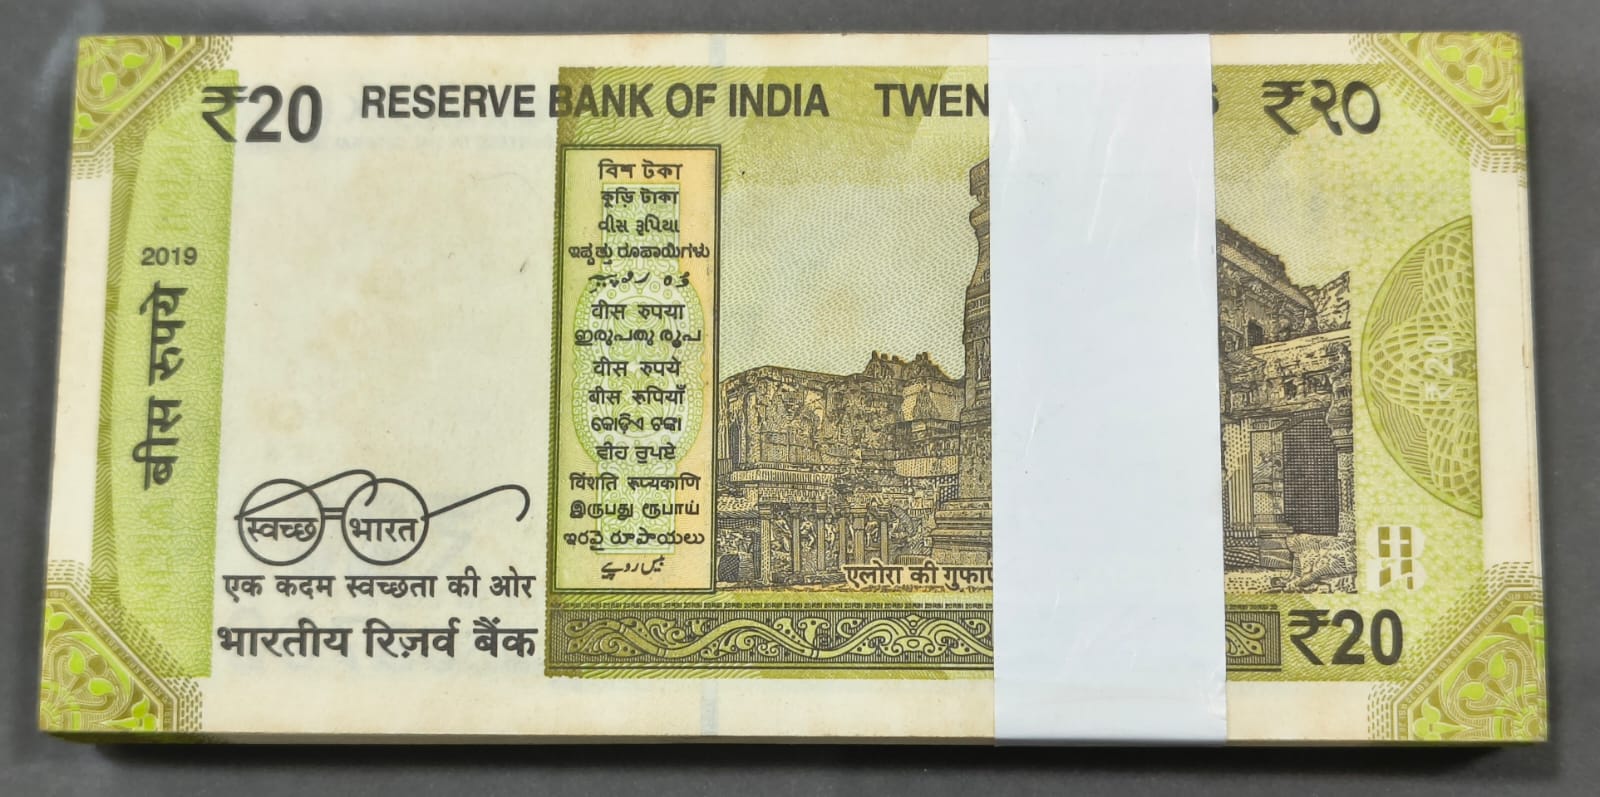 ₹20 RESERVE BANK OF INDIA TWEN ₹२०
2019
बीस रुपये
বিশ টকা
কুড়ি টাকা
વીસ રૂપિયા
ಇಪ್ಪತ್ತು ರೂಪಾಯಿಗಳು
वीस रुपया
ഇരുപതു രൂപ
वीस रुपये
बीस रूपियाँ
କୋଡ଼ିଏ ଟଙ୍କା
ਵੀਹ ਰੁਪਏ
विंशति रूप्यकाणि
இருபது ரூபாய்
ఇరవై రూపాయలు
بیس روپے
स्वच्छ भारत
एक कदम स्वच्छता की ओर
भारतीय रिज़र्व बैंक
एलोरा की गुफाए
₹20
₹20